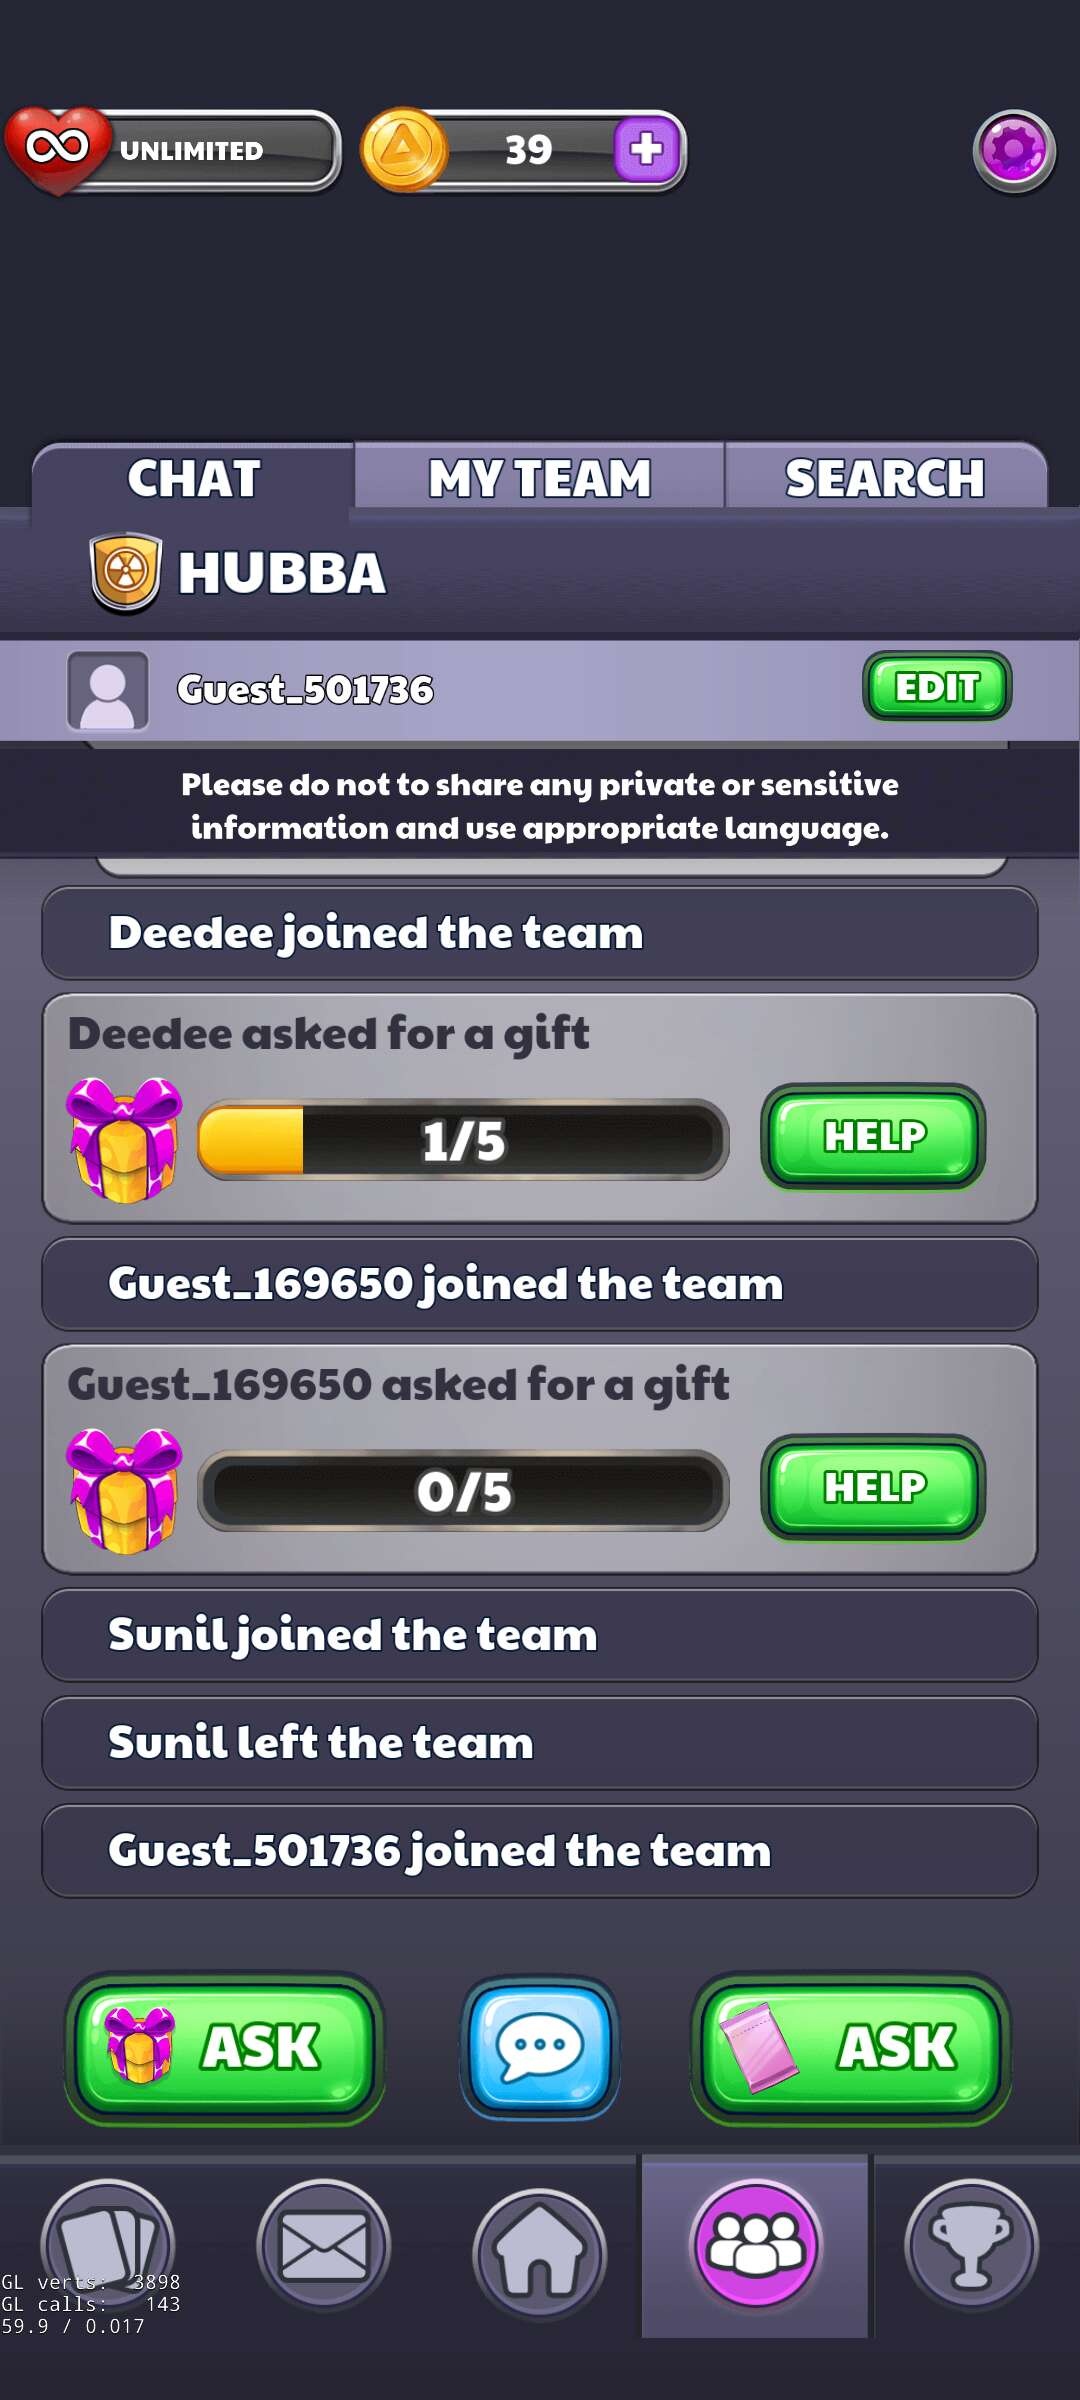 UNLIMITED
39
CHAT
MY TEAM
SEARCH
HUBBA
Guest_501736
EDIT
Please do not to share any private or sensitive
information and use appropriate language.
Deedee joined the team
Deedee asked for a gift
1/5
HELP
Guest_169650 joined the team
Guest_169650 asked for a gift
0/5
HELP
Sunil joined the team
Sunil left the team
Guest_501736 joined the team
ASK
ASK
GL verts: 3898
GL calls: 143
59.9 / 0.017